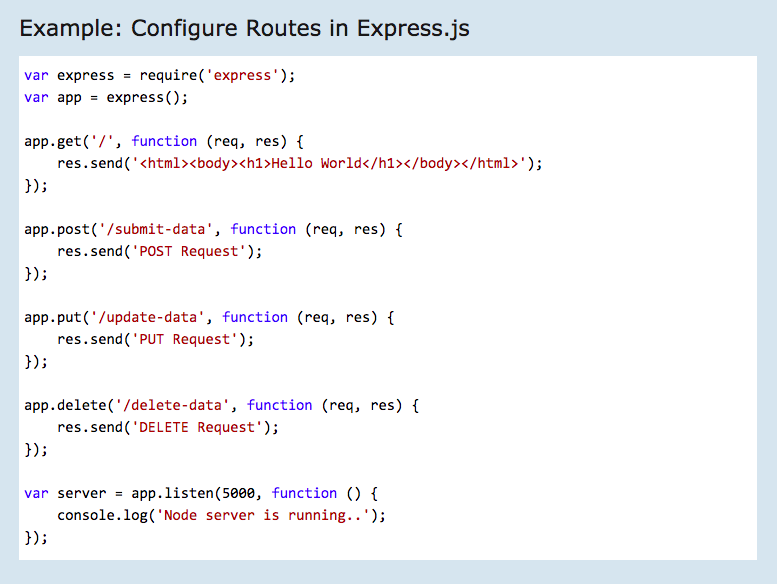 Example: Configure Routes in Express.js
var express = require('express');
var app = express();
app.get('/', function (req, res) {
    res.send('<html><body><h1>Hello World</h1></body></html>');
});
app.post('/submit-data', function (req, res) {
    res.send('POST Request');
});
app.put('/update-data', function (req, res) {
    res.send('PUT Request');
});
app.delete('/delete-data', function (req, res) {
    res.send('DELETE Request');
});
var server = app.listen(5000, function () {
    console.log('Node server is running..');
});